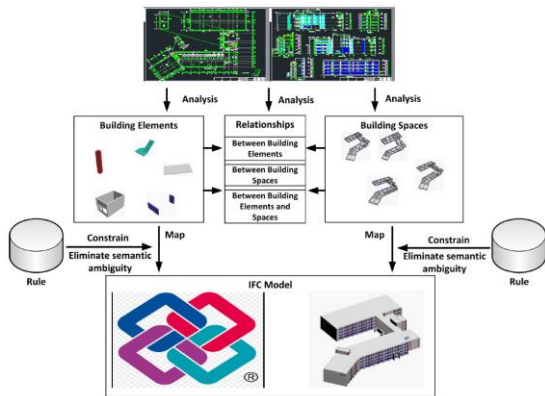 Analysis
Analysis
Analysis
Building Elements
Relationships
Building Spaces
Between Building
Elements
Between Building
Spaces
Between Building
Elements and
Spaces
Constrain
Eliminate semantic
ambiguity
Rule
Map
Map
Constrain
Eliminate semantic
ambiguity
Rule
IFC Model
®